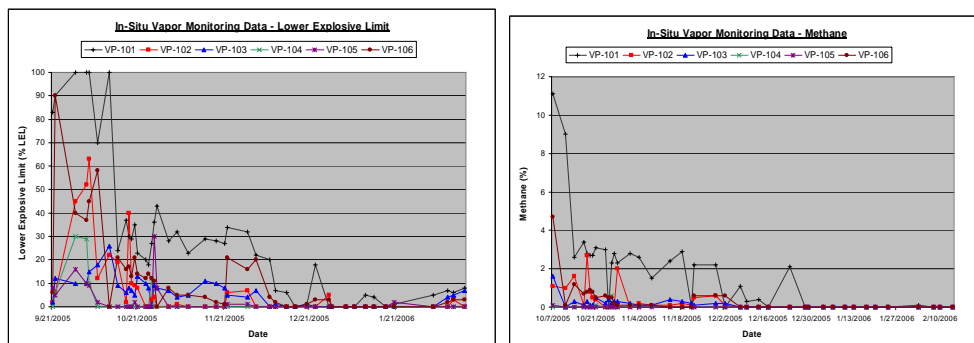 In-Situ Vapor Monitoring Data - Lower Explosive Limit
VP-101 VP-102 VP-103 VP-104 VP-105 VP-106
100
90
80
70
60
50
40
30
20
10
0
Lower Explosive Limit (% LEL)
9/21/2005 10/21/2005 11/21/2005 12/21/2005 1/21/2006
Date
In-Situ Vapor Monitoring Data - Methane
VP-101 VP-102 VP-103 VP-104 VP-105 VP-106
12
10
8
6
4
2
0
Methane (%)
10/7/2005 10/21/2005 11/4/2005 11/18/2005 12/2/2005 12/16/2005 12/30/2005 1/13/2006 1/27/2006 2/10/2006
Date